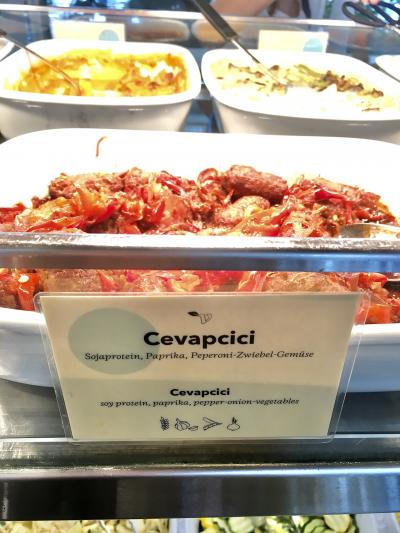 Cevapcici
Sojaprotein, Paprika, Peperoni-Zwiebel-Gemüse
Cevapcici
soy protein, paprika, pepper-onion-vegetables